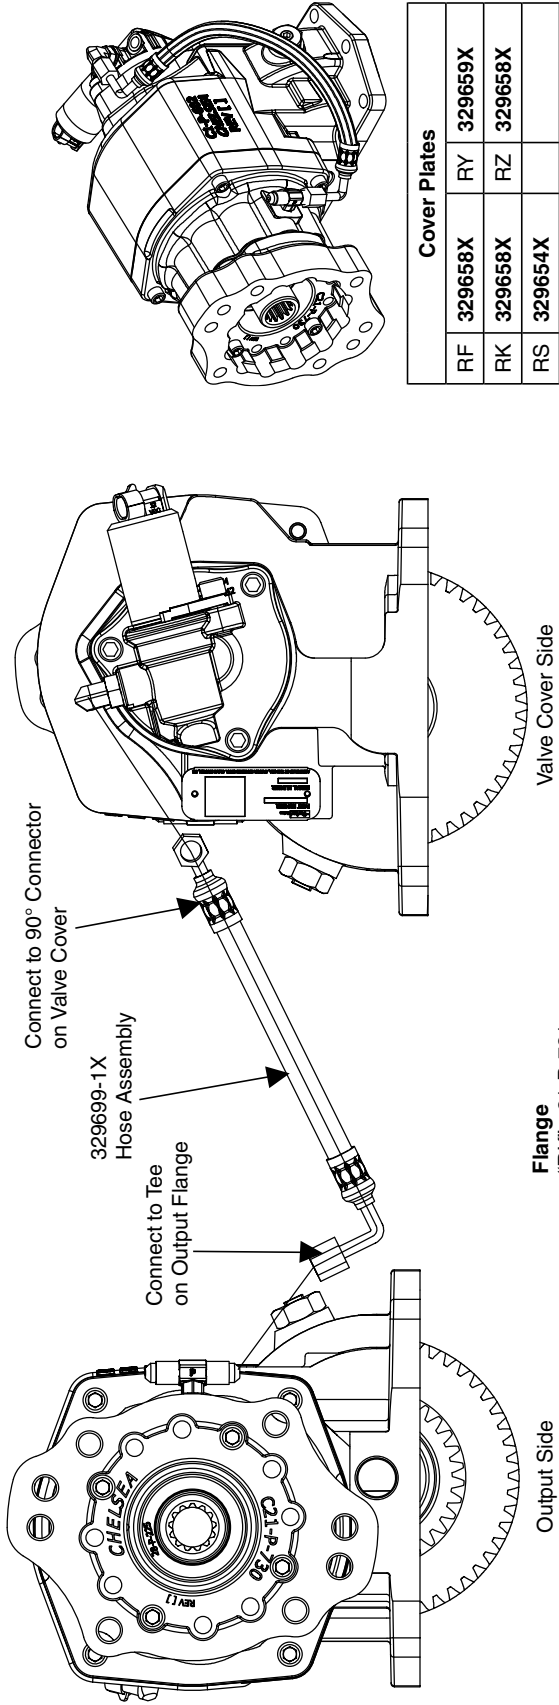 Connect to 90° Connector
on Valve Cover
329699-1X
Hose Assembly
Connect to Tee
on Output Flange
CHELSEA
C21-P-730
REV [ ]
Output Side
Valve Cover Side
Flange
Cover Plates
RF 329658X RY 329659X
RK 329658X RZ 329658X
RS 329654X